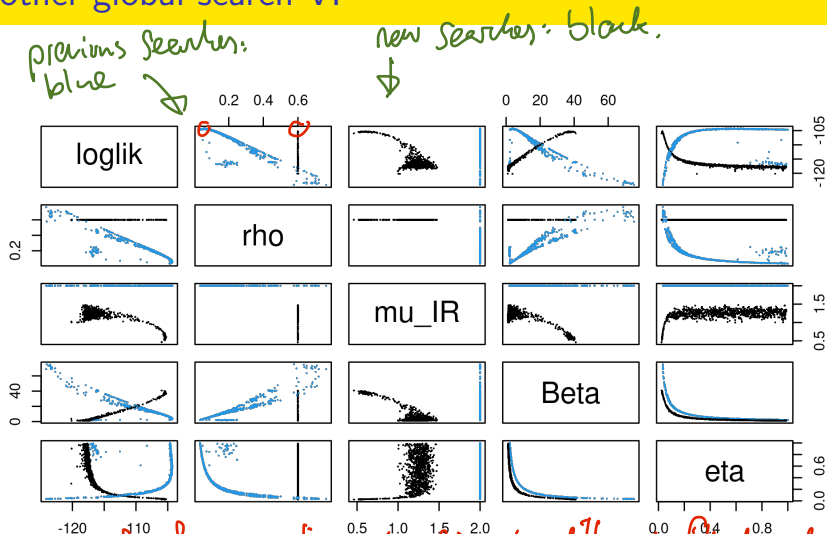 other global search VI
previous searches:
blue
new searches: black.
0.2 0.4 0.6
0 20 40 60
loglik
-120 -105
0.2
rho
mu_IR
0.5 1.5
0 40
Beta
eta
0.0 0.6
-120 -110
0.5 1.0 1.5 2.0
0.0 0.4 0.8